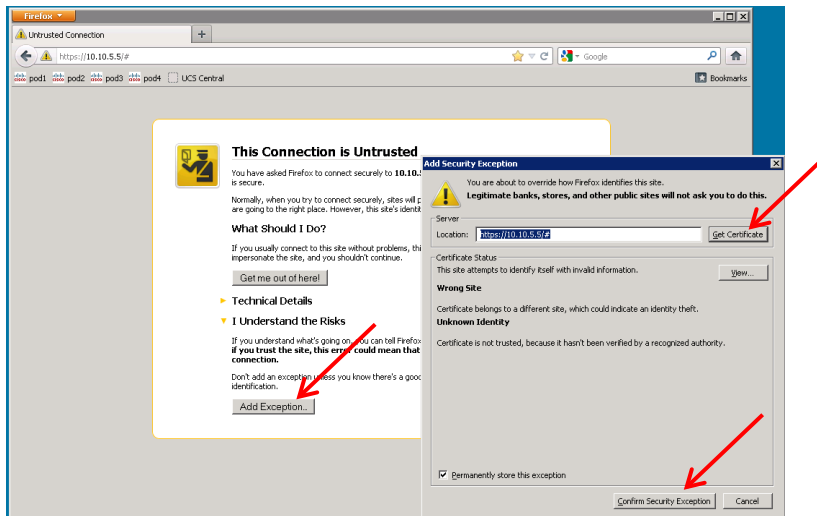 Firefox
Untrusted Connection
https://10.10.5.5/#
Google
pod1 pod2 pod3 pod4 UCS Central
Bookmarks
This Connection is Untrusted
You have asked Firefox to connect securely to 10.10.
is secure.
Normally, when you try to connect securely, sites will
are going to the right place. However, this site's
What Should I Do?
If you usually connect to this site without problems,
impersonate the site, and you shouldn't continue.
Get me out of here!
Technical Details
I Understand the Risks
If you understand what's going on, you can tell Firefox
if you trust the site, this error could mean that
connection.
Don't add an exception unless you know there's a good
identification.
Add Exception...
Add Security Exception
You are about to override how Firefox identifies this site.
Legitimate banks, stores, and other public sites will not ask you to do this.
Server
Location:
https://10.10.5.5/#
Get Certificate
Certificate Status
This site attempts to identify itself with invalid information.
View...
Wrong Site
Certificate belongs to a different site, which could indicate an identity theft.
Unknown Identity
Certificate is not trusted, because it hasn't been verified by a recognized authority.
Permanently store this exception
Confirm Security Exception
Cancel